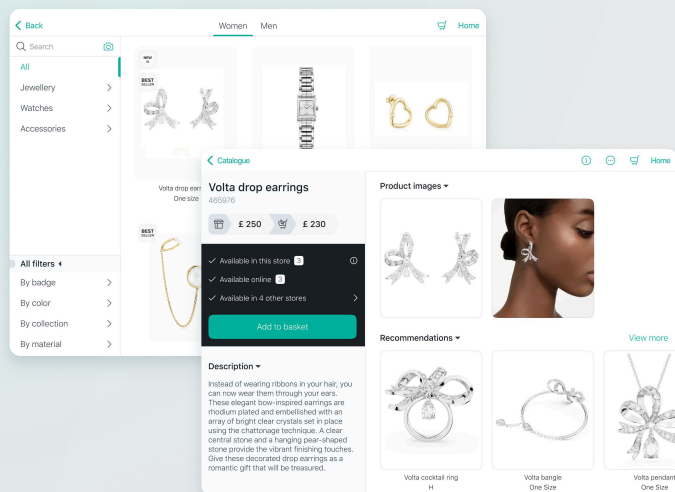 Back
Women
Men
Home
Search
All
Jewellery
Watches
Accessories
NEW
IN
BEST
SELLER
Volta drop earr
One size
BEST
SELLER
All filters
By badge
By color
By collection
By material
Catalogue
Home
Volta drop earrings
465976
£ 250
£ 230
Available in this store 3
Available online 3
Available in 4 other stores
Add to basket
Description
Instead of wearing ribbons in your hair, you
can now wear them through your ears.
These elegant bow-inspired earrings are
rhodium plated and embellished with an
array of bright clear crystals set in place
using the chattonage technique. A clear
central stone and a hanging pear-shaped
stone provide the vibrant finishing touches.
Give these decorated drop earrings as a
romantic gift that will be treasured.
Product images
Recommendations
View more
Volta cocktail ring
H
Volta bangle
One Size
Volta pendant
One Size